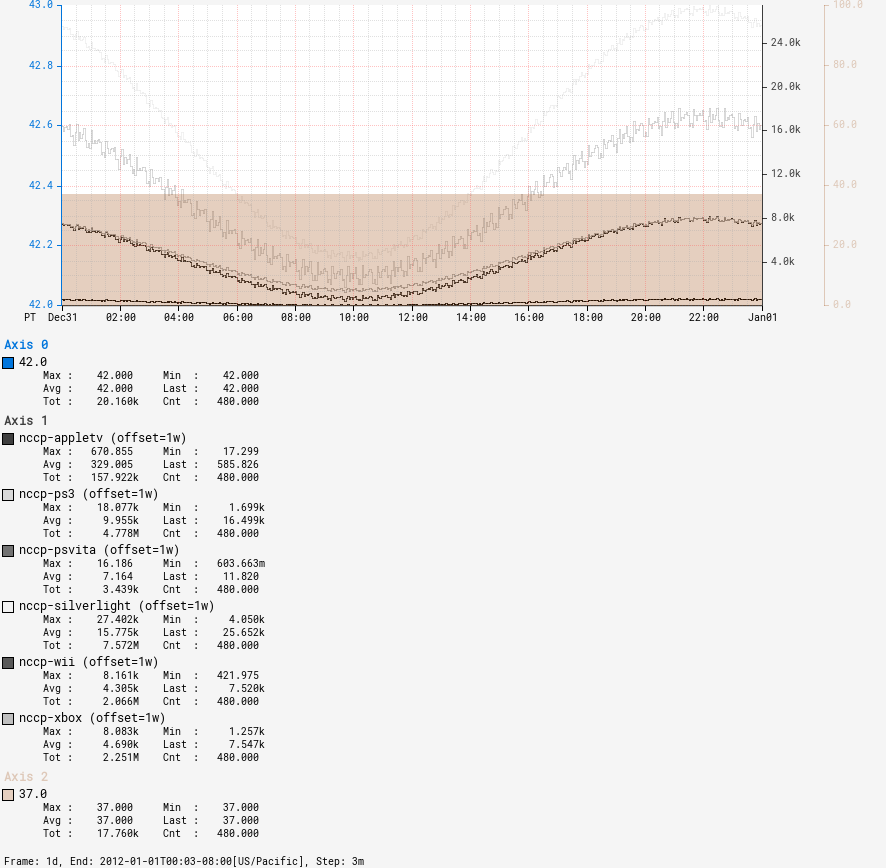 43.0
42.8
42.6
42.4
42.2
42.0
24.0k
20.0k
16.0k
12.0k
8.0k
4.0k
100.0
80.0
60.0
40.0
20.0
0.0
PT Dec31 02:00 04:00 06:00 08:00 10:00 12:00 14:00 16:00 18:00 20:00 22:00 Jan01
Axis 0
42.0
Max : 42.000 Min : 42.000
Avg : 42.000 Last : 42.000
Tot : 20.160k Cnt : 480.000
Axis 1
nccp-appletv (offset=1w)
Max : 670.855 Min : 17.299
Avg : 329.005 Last : 585.826
Tot : 157.922k Cnt : 480.000
nccp-ps3 (offset=1w)
Max : 18.077k Min : 1.699k
Avg : 9.955k Last : 16.499k
Tot : 4.778M Cnt : 480.000
nccp-psvita (offset=1w)
Max : 16.186 Min : 603.663m
Avg : 7.164 Last : 11.820
Tot : 3.439k Cnt : 480.000
nccp-silverlight (offset=1w)
Max : 27.402k Min : 4.050k
Avg : 15.775k Last : 25.652k
Tot : 7.572M Cnt : 480.000
nccp-wii (offset=1w)
Max : 8.161k Min : 421.975
Avg : 4.305k Last : 7.520k
Tot : 2.066M Cnt : 480.000
nccp-xbox (offset=1w)
Max : 8.083k Min : 1.257k
Avg : 4.690k Last : 7.547k
Tot : 2.251M Cnt : 480.000
Axis 2
37.0
Max : 37.000 Min : 37.000
Avg : 37.000 Last : 37.000
Tot : 17.760k Cnt : 480.000
Frame: 1d, End: 2012-01-01T00:03-08:00[US/Pacific], Step: 3m